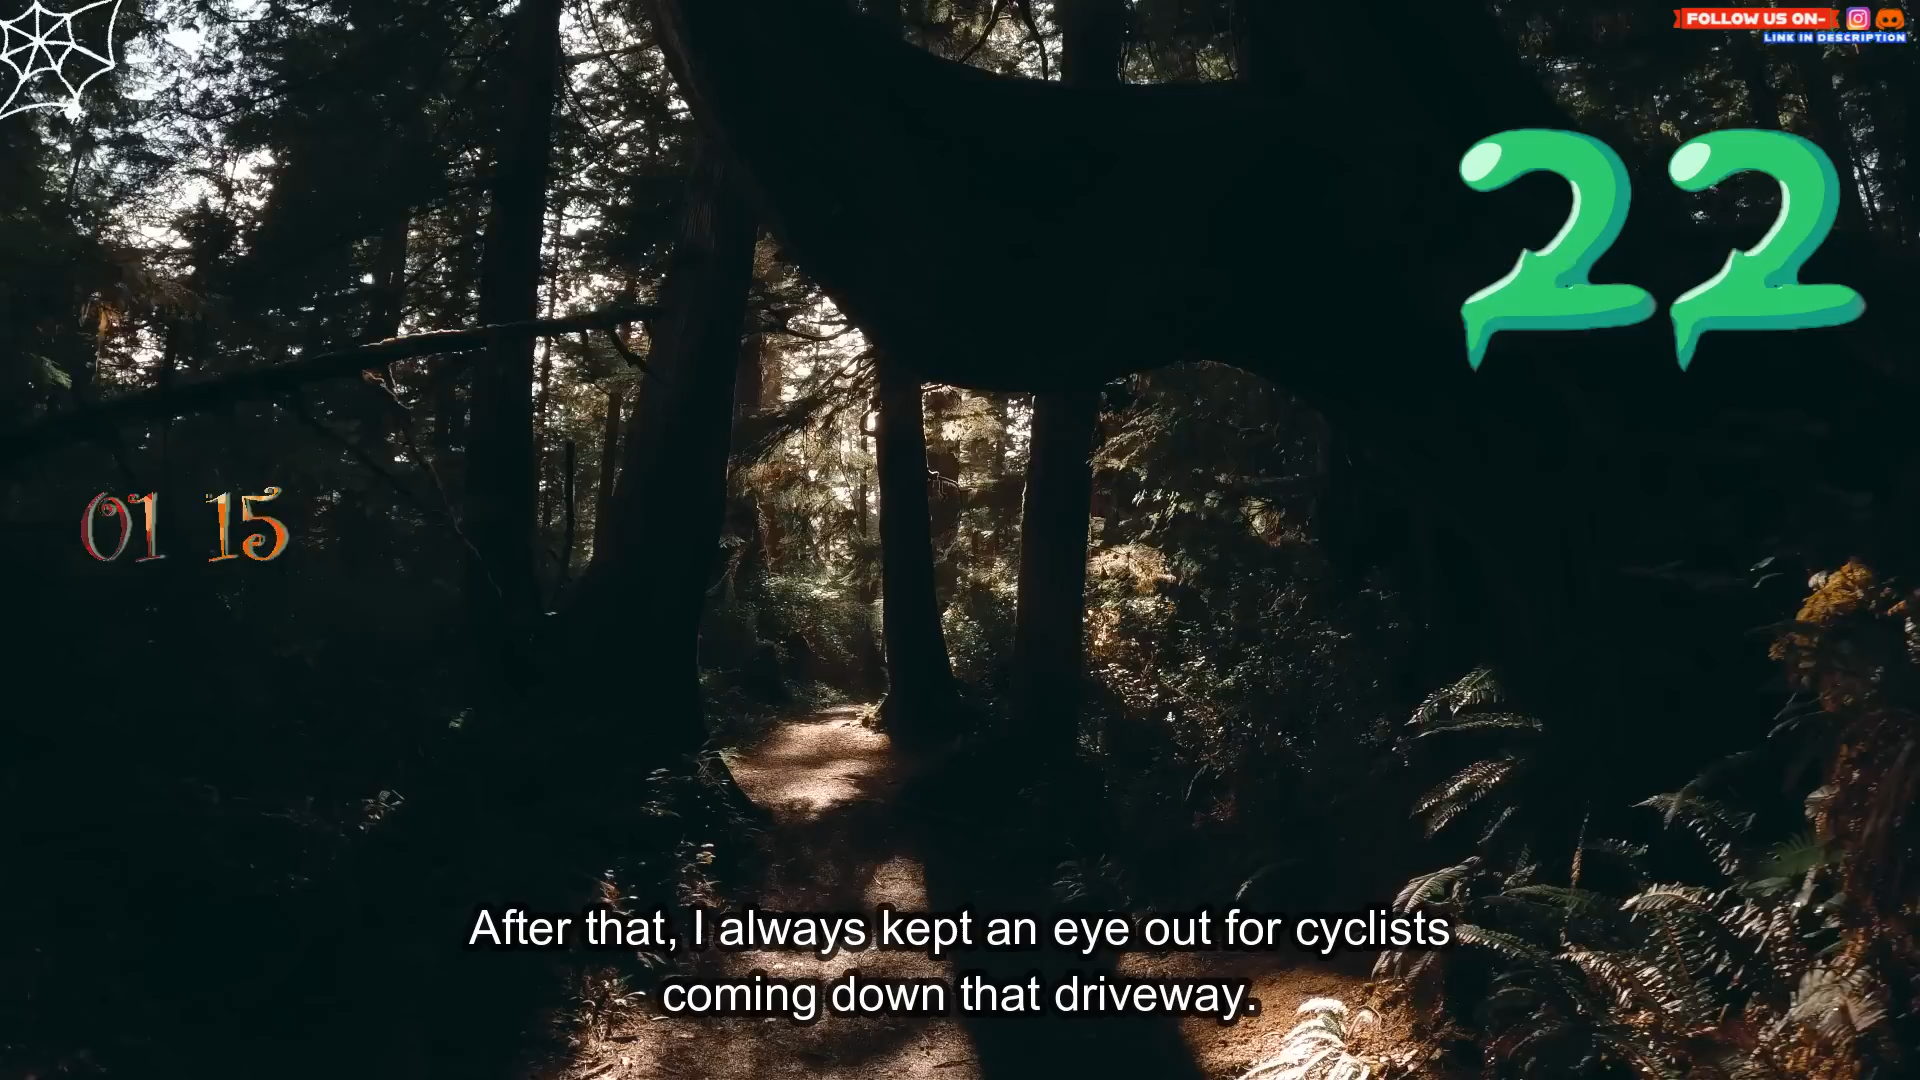 FOLLOW US ON-
LINK IN DESCRIPTION
22
01 15
After that, I always kept an eye out for cyclists
coming down that driveway.